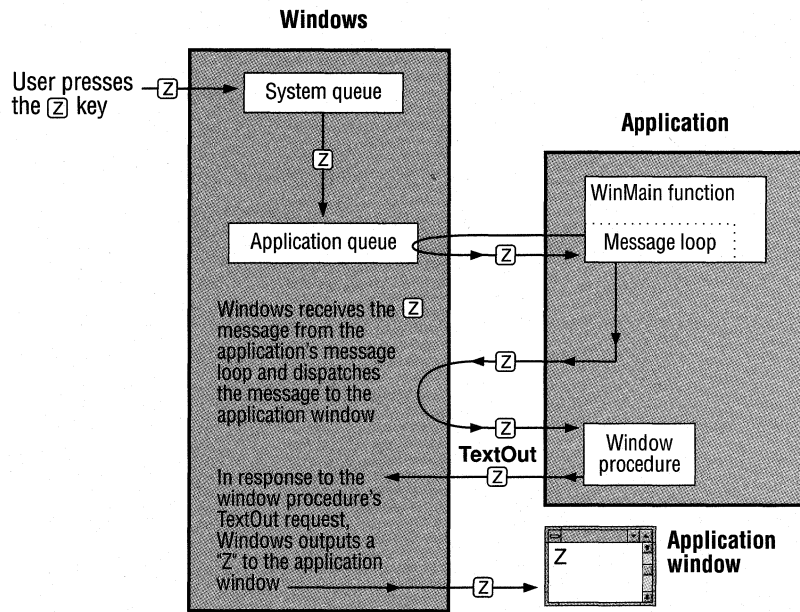 Windows
User presses
the Z key
Z
System queue
Z
Application queue
Application
WinMain function
Message loop
Z
Windows receives the Z
message from the
application's message
loop and dispatches
the message to the
application window
Z
Z
Window
procedure
TextOut
Z
In response to the
window procedure's
TextOut request,
Windows outputs a
"Z" to the application
window
Z
Z
Application
window